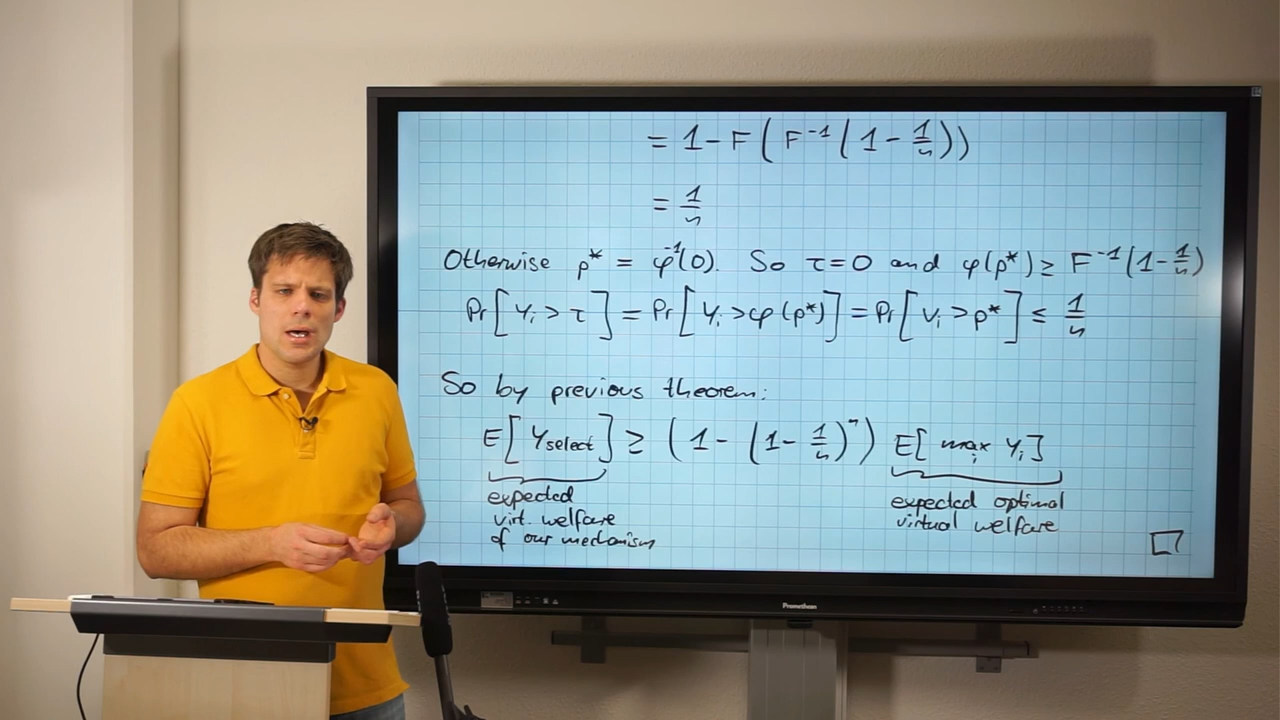 = 1 - F(F⁻¹(1 - 1/n))
= 1/n
Otherwise p* = φ⁻¹(0). So τ=0 and φ(p*) ≥ F⁻¹(1-1/n)
Pr[Yᵢ > τ] = Pr[Yᵢ > φ(p*)] = Pr[vᵢ > p*] ≤ 1/n
So by previous theorem:
E[Y_select] ≥ (1 - (1 - 1/n)ⁿ) E[max_i Yᵢ]
expected
virt. welfare
of our mechanism
expected optimal
virtual welfare
Promethean